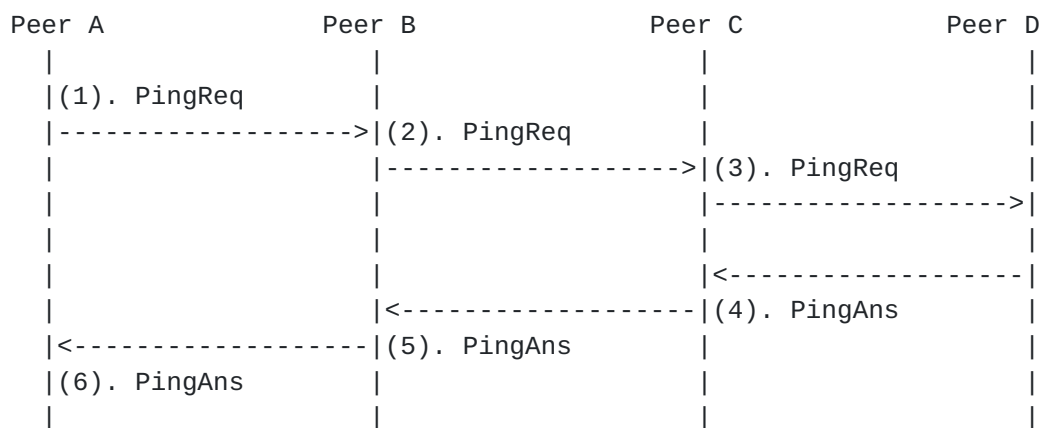 Peer A Peer B Peer C Peer D
(1). PingReq
(2). PingReq
(3). PingReq
(4). PingAns
(5). PingAns
(6). PingAns